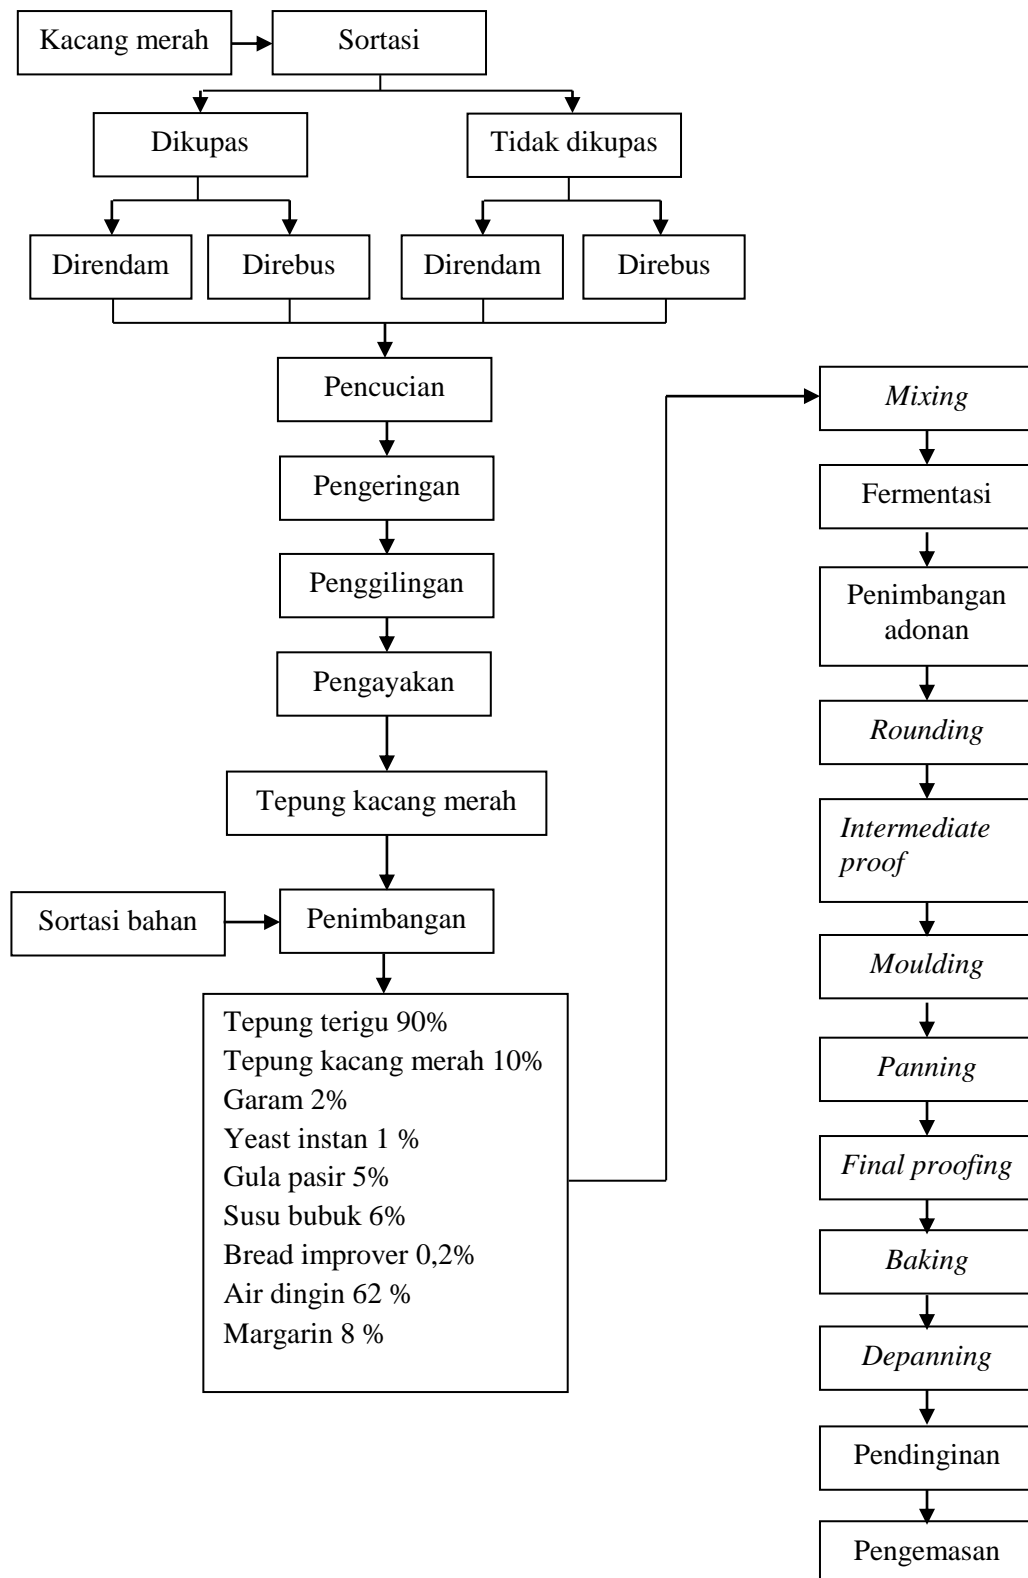 Kacang merah
Sortasi
Dikupas
Tidak dikupas
Direndam
Direbus
Direndam
Direbus
Pencucian
Pengeringan
Penggilingan
Pengayakan
Tepung kacang merah
Sortasi bahan
Penimbangan
Tepung terigu 90%
Tepung kacang merah 10%
Garam 2%
Yeast instan 1 %
Gula pasir 5%
Susu bubuk 6%
Bread improver 0,2%
Air dingin 62 %
Margarin 8 %
Mixing
Fermentasi
Penimbangan
adonan
Rounding
Intermediate
proof
Moulding
Panning
Final proofing
Baking
Depanning
Pendinginan
Pengemasan